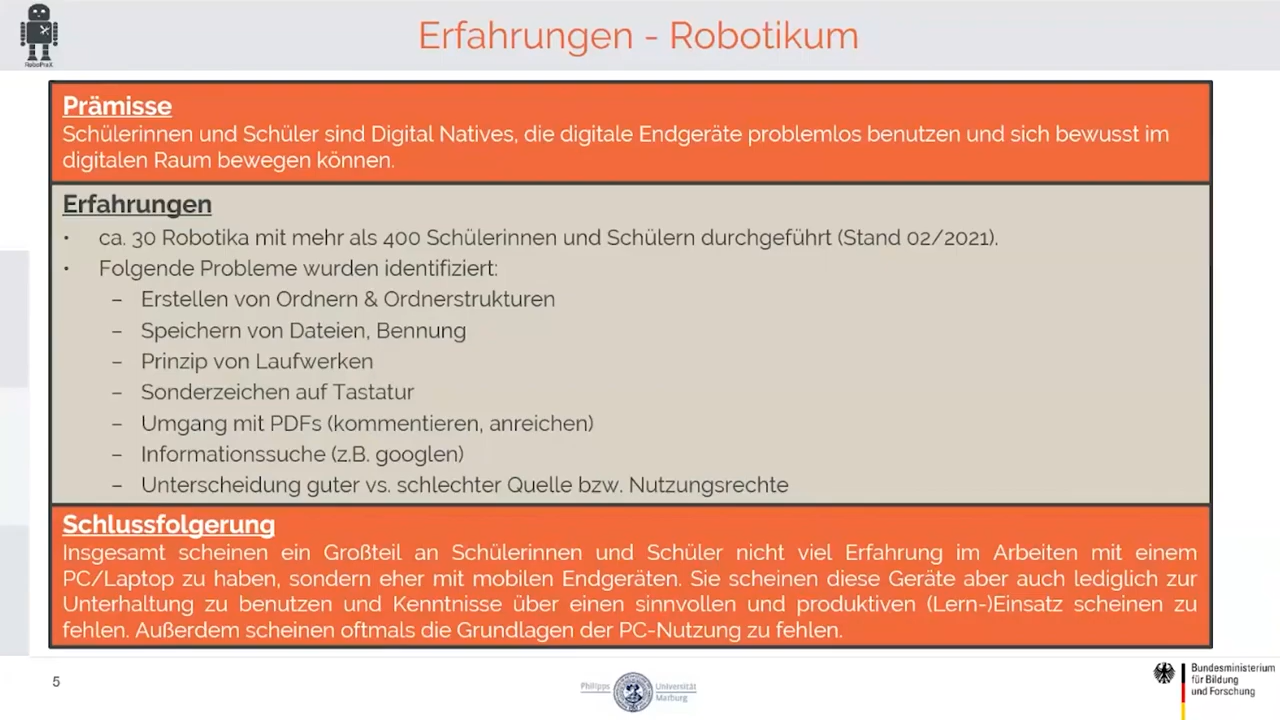 Erfahrungen - Robotikum
RoboPraX
Prämisse
Schülerinnen und Schüler sind Digital Natives, die digitale Endgeräte problemlos benutzen und sich bewusst im
digitalen Raum bewegen können.
Erfahrungen
• ca. 30 Robotika mit mehr als 400 Schülerinnen und Schülern durchgeführt (Stand 02/2021).
• Folgende Probleme wurden identifiziert:
– Erstellen von Ordnern & Ordnerstrukturen
– Speichern von Dateien, Bennung
– Prinzip von Laufwerken
– Sonderzeichen auf Tastatur
– Umgang mit PDFs (kommentieren, anreichen)
– Informationssuche (z.B. googlen)
– Unterscheidung guter vs. schlechter Quelle bzw. Nutzungsrechte
Schlussfolgerung
Insgesamt scheinen ein Großteil an Schülerinnen und Schüler nicht viel Erfahrung im Arbeiten mit einem
PC/Laptop zu haben, sondern eher mit mobilen Endgeräten. Sie scheinen diese Geräte aber auch lediglich zur
Unterhaltung zu benutzen und Kenntnisse über einen sinnvollen und produktiven (Lern-)Einsatz scheinen zu
fehlen. Außerdem scheinen oftmals die Grundlagen der PC-Nutzung zu fehlen.
5
Philipps Universität
Marburg
Bundesministerium
für Bildung
und Forschung